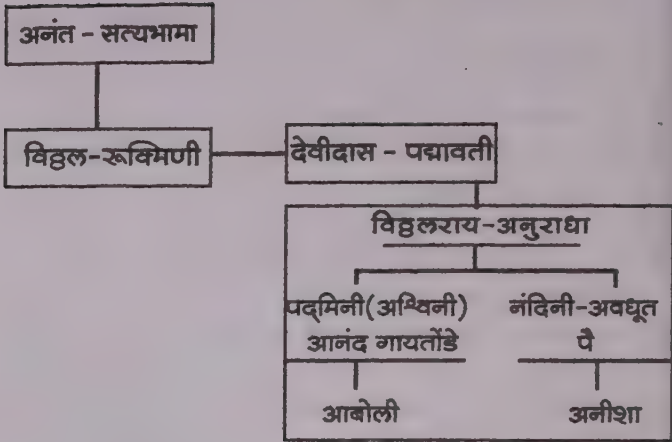 अनंत - सत्यभामा
विठ्ठल-रूक्मिणी
देवीदास - पद्मावती
विठ्ठलराय-अनुराधा
पद्मिनी(अश्विनी)
आनंद गायतोंडे
नंदिनी-अवधूत
पै
आबोली
अनीशा